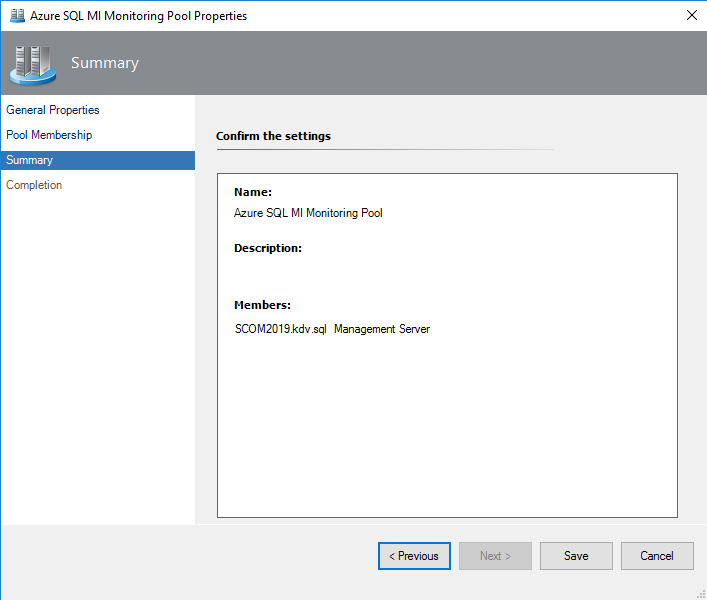 Azure SQL MI Monitoring Pool Properties
Summary
General Properties
Pool Membership
Summary
Completion
Confirm the settings
Name:
Azure SQL MI Monitoring Pool
Description:
Members:
SCOM2019.kdv.sql Management Server
< Previous
Next >
Save
Cancel